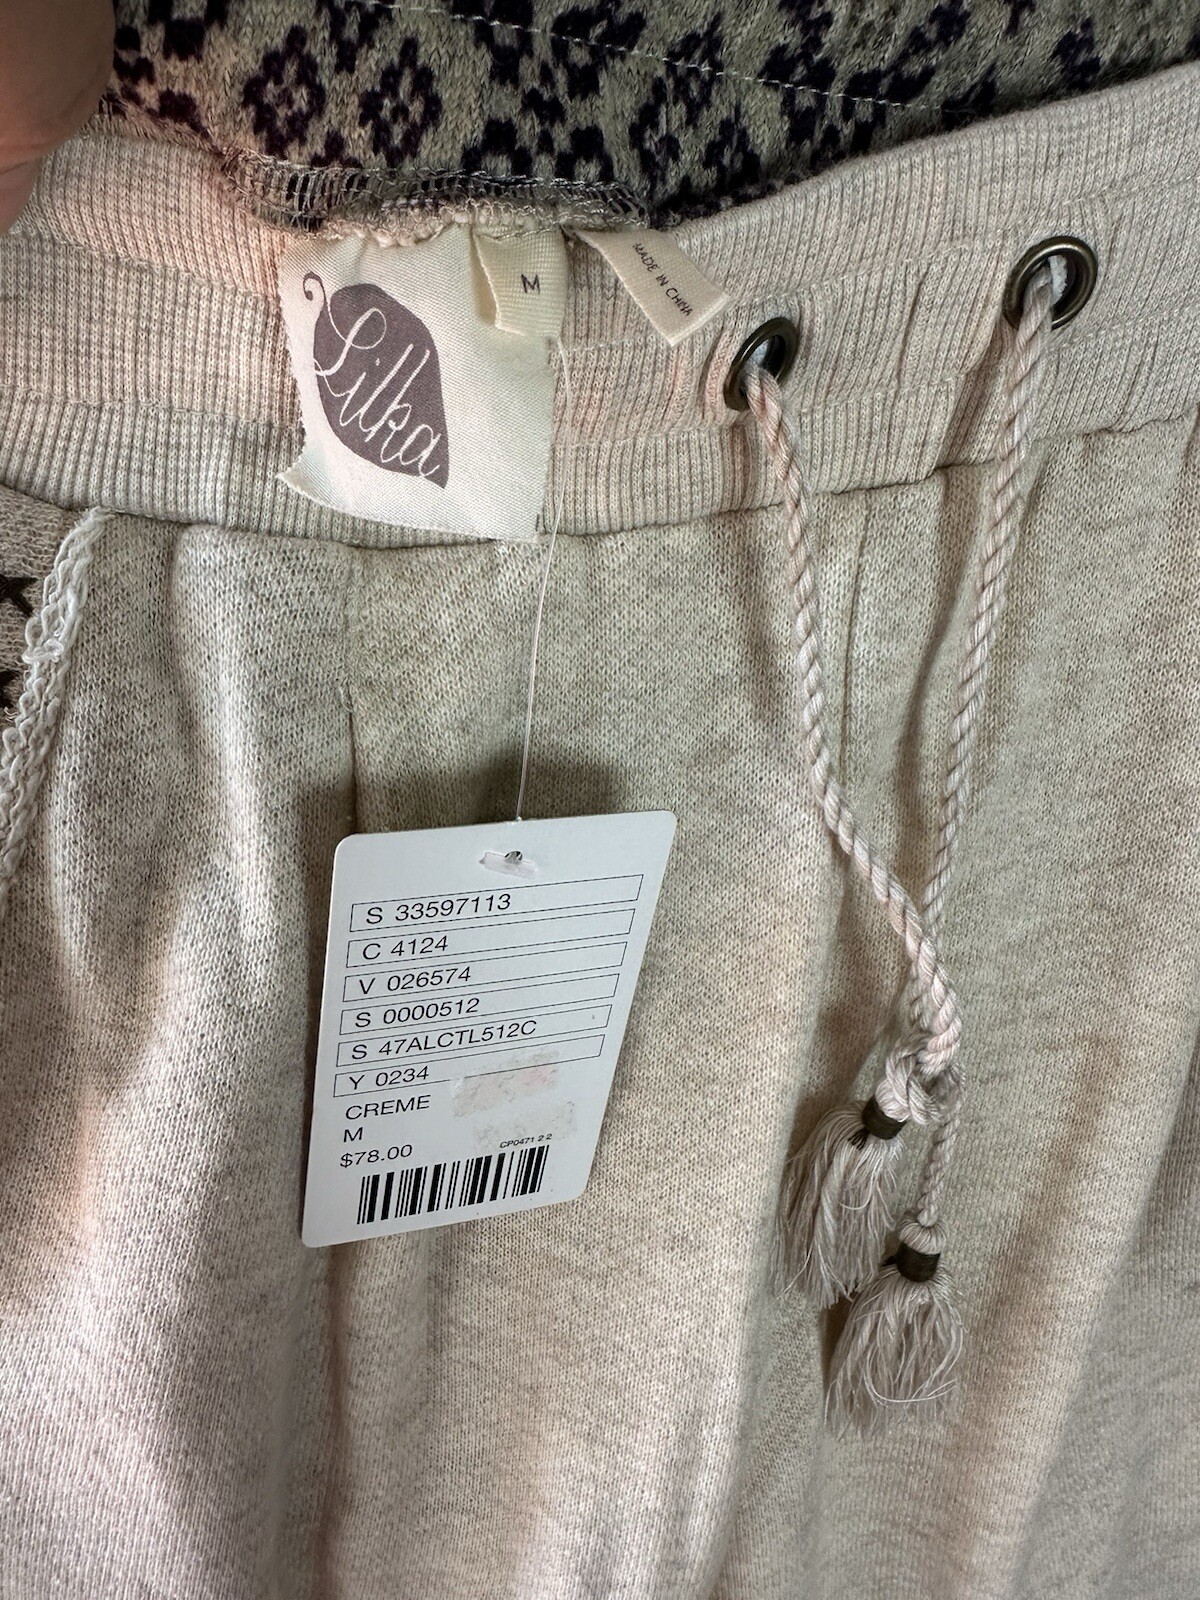 Lilka
M
MADE IN CHINA
S 33597113
C 4124
V 026574
S 0000512
S 47ALCTL512C
Y 0234
CREME
M
$78.00
CP0471 2 2